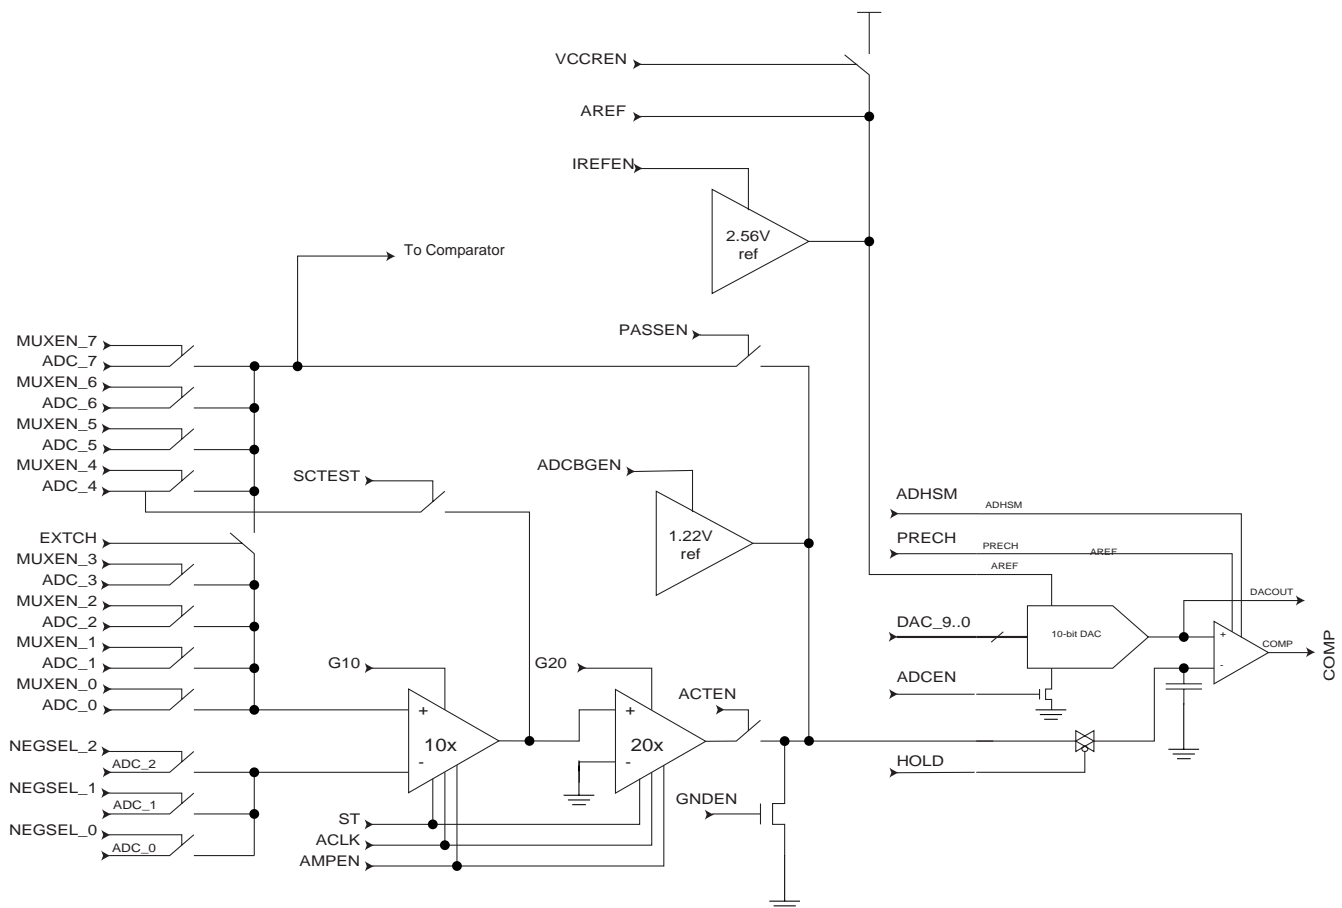 VCCREN
AREF
IREFEN
2.56V
ref
To Comparator
PASSEN
MUXEN_7
ADC_7
MUXEN_6
ADC_6
MUXEN_5
ADC_5
MUXEN_4
ADC_4
SCTEST
ADCBGEN
1.22V
ref
EXTCH
MUXEN_3
ADC_3
MUXEN_2
ADC_2
MUXEN_1
ADC_1
MUXEN_0
ADC_0
G10
+
10x
-
G20
+
20x
-
ACTEN
NEGSEL_2
ADC_2
NEGSEL_1
ADC_1
NEGSEL_0
ADC_0
ST
ACLK
AMPEN
GNDEN
ADHSM
ADHSM
PRECH
PRECH
AREF
AREF
DACOUT
DAC_9..0
10-bit DAC
+
-
COMP
COMP
ADCEN
HOLD